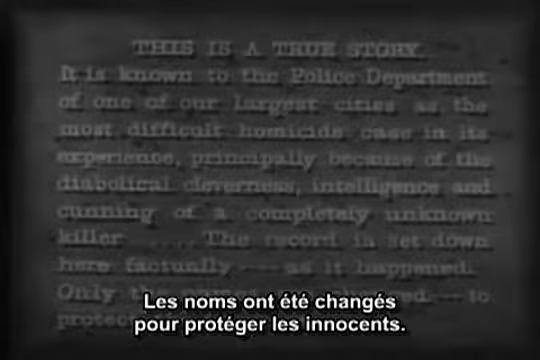 THIS IS A TRUE STORY
It is known to the Police Department
of one of our largest cities as the
most difficult homicide case in its
experience, principally because of the
diabolical cleverness, intelligence and
cunning of a completely unknown
killer ..... The record is set down
here factually --- as it happened.
Only the
to
Les noms ont été changés
pour protéger les innocents.